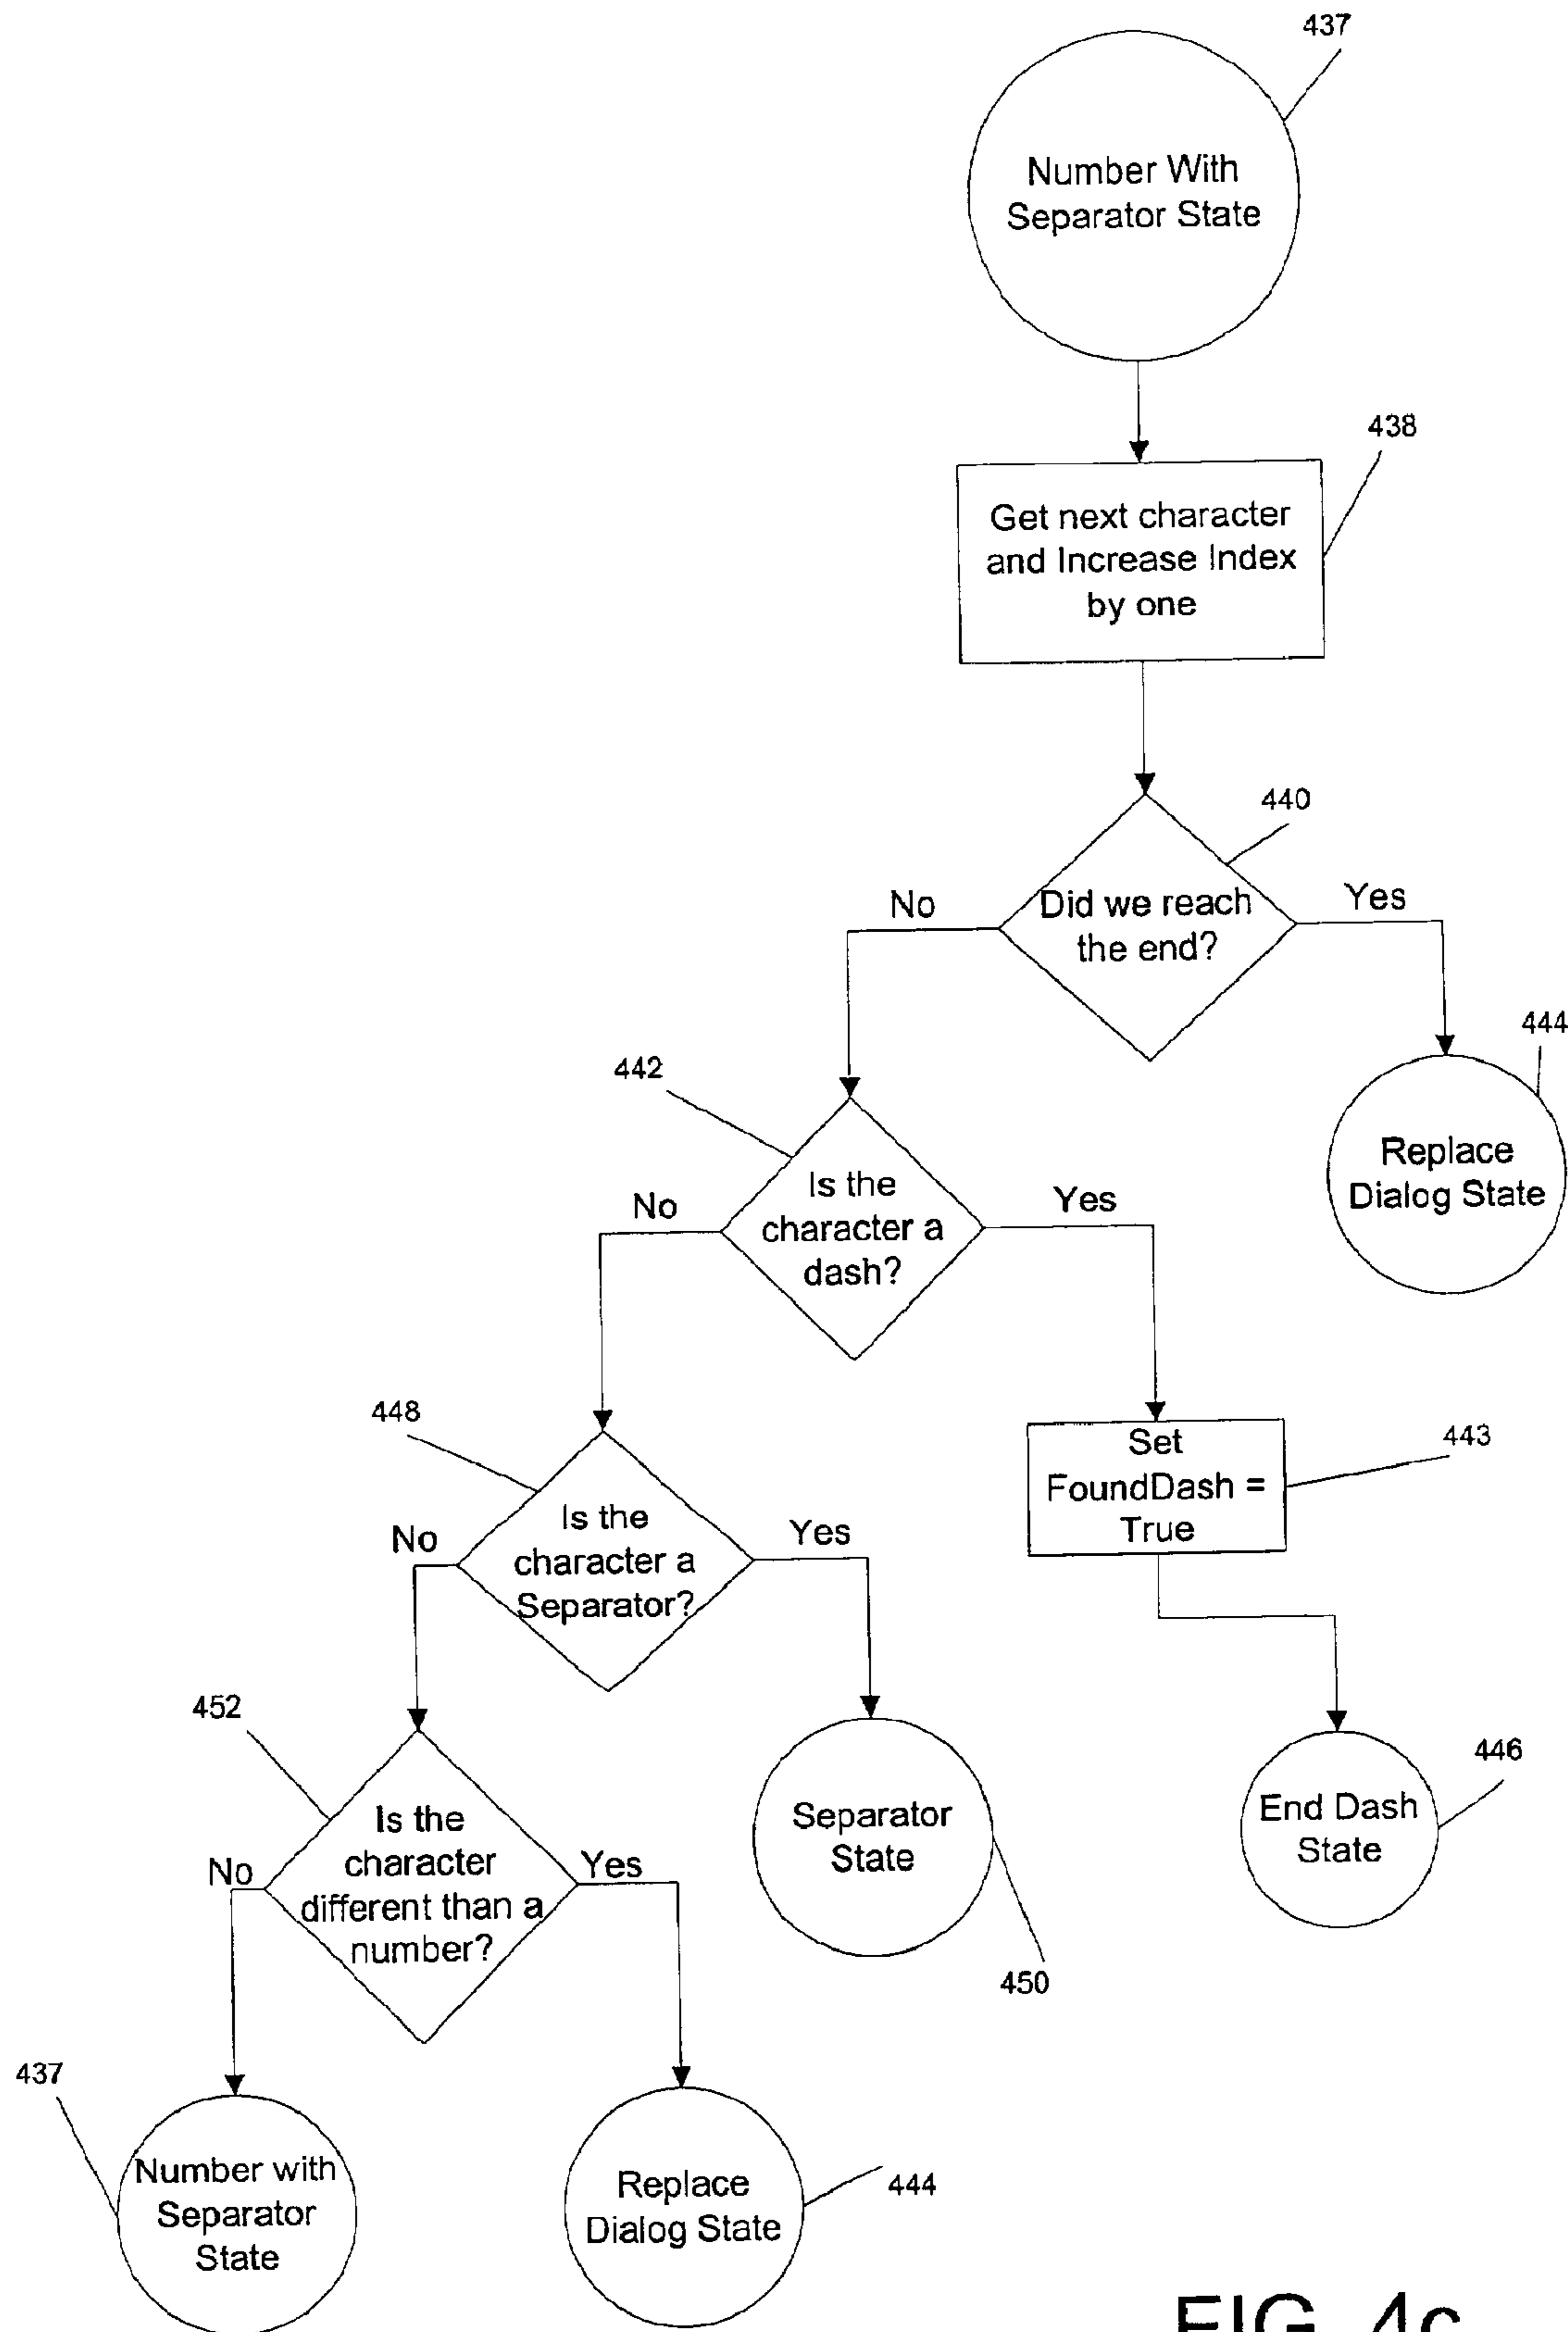 437
Number With
Separator State
438
Get next character
and Increase Index
by one
440
No
Did we reach
the end?
Yes
444
442
Replace
Dialog State
Is the
character a
dash?
No
Yes
448
Set
FoundDash =
True
443
Is the
character a
Separator?
No
Yes
452
446
End Dash
State
Separator
State
Is the
character
different than a
number?
No
Yes
450
437
Number with
Separator
State
Replace
Dialog State
444
FIG. 4c